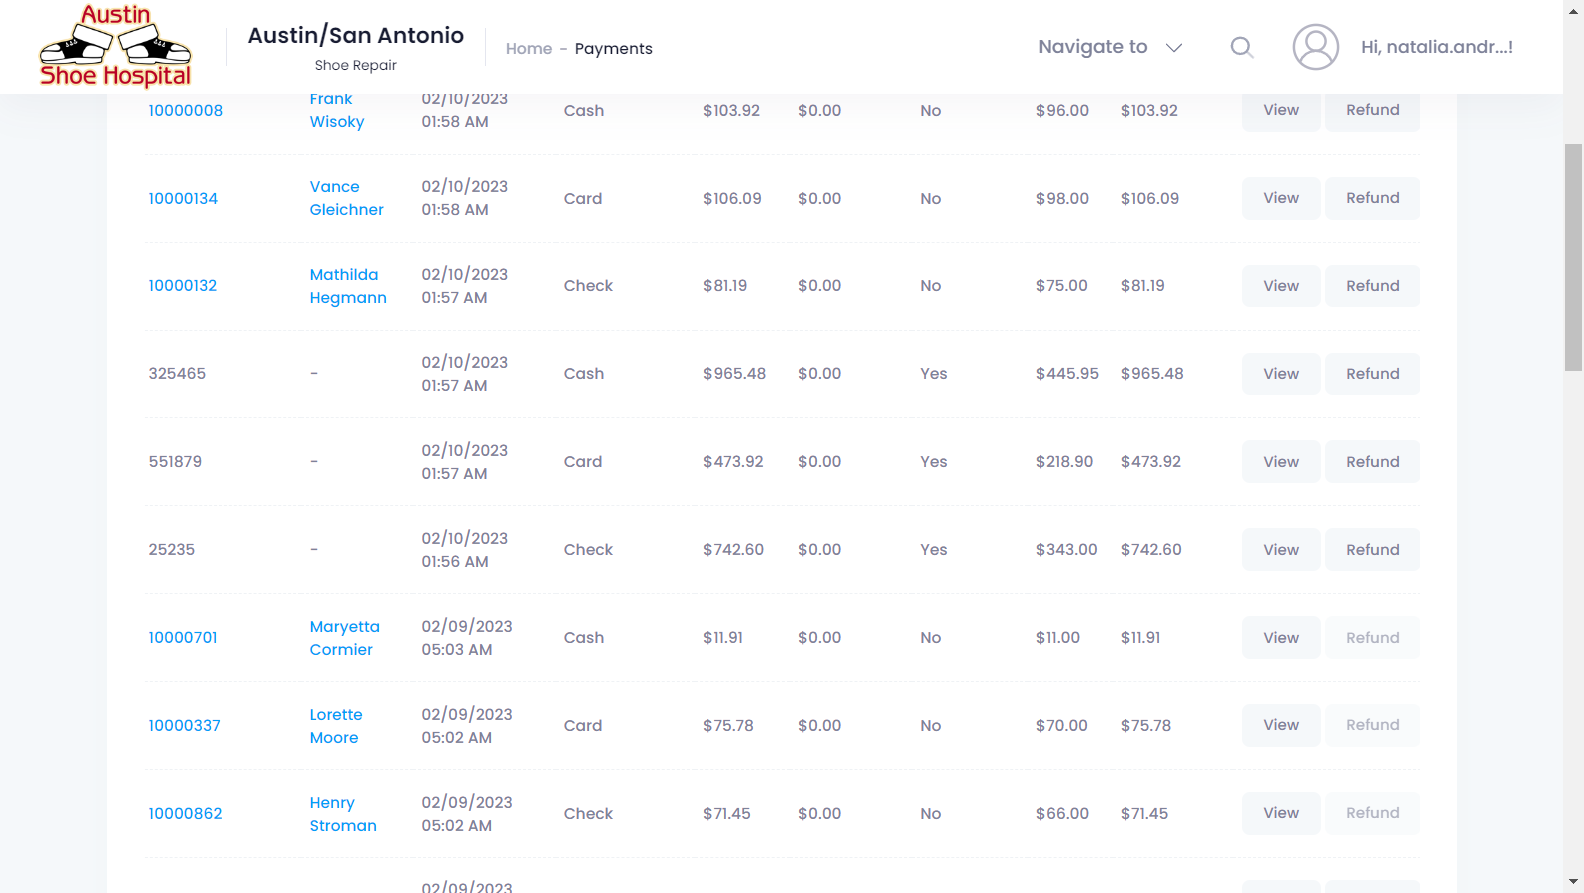 Austin
Shoe Hospital
Austin/San Antonio
Shoe Repair
Home - Payments
Navigate to
Hi, natalia.andr...!
10000008 Frank Wisoky 02/10/2023 01:58 AM Cash $103.92 $0.00 No $96.00 $103.92 View Refund
10000134 Vance Gleichner 02/10/2023 01:58 AM Card $106.09 $0.00 No $98.00 $106.09 View Refund
10000132 Mathilda Hegmann 02/10/2023 01:57 AM Check $81.19 $0.00 No $75.00 $81.19 View Refund
325465 - 02/10/2023 01:57 AM Cash $965.48 $0.00 Yes $445.95 $965.48 View Refund
551879 - 02/10/2023 01:57 AM Card $473.92 $0.00 Yes $218.90 $473.92 View Refund
25235 - 02/10/2023 01:56 AM Check $742.60 $0.00 Yes $343.00 $742.60 View Refund
10000701 Maryetta Cormier 02/09/2023 05:03 AM Cash $11.91 $0.00 No $11.00 $11.91 View Refund
10000337 Lorette Moore 02/09/2023 05:02 AM Card $75.78 $0.00 No $70.00 $75.78 View Refund
10000862 Henry Stroman 02/09/2023 05:02 AM Check $71.45 $0.00 No $66.00 $71.45 View Refund
02/09/2023